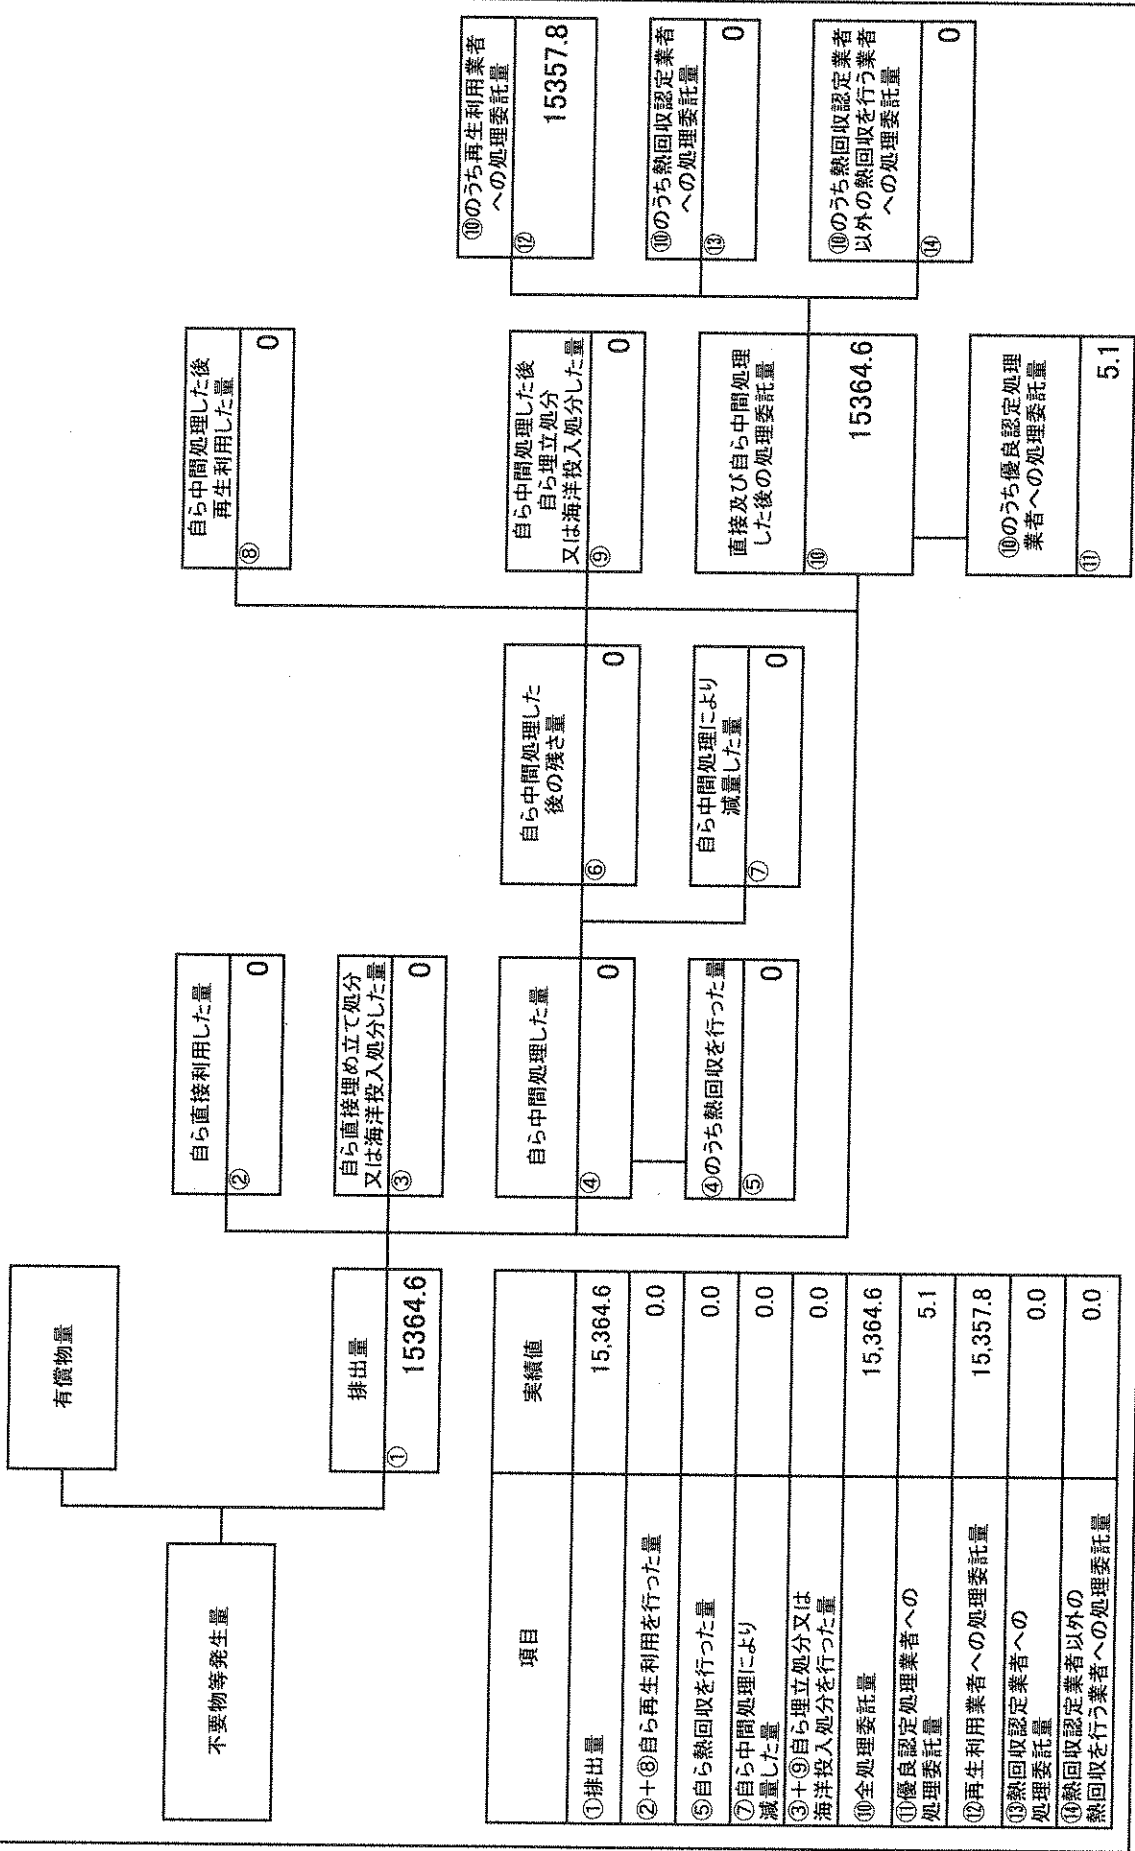 不要物等発生量
有償物量
排出量
①
15364.6
自ら直接利用した量
②
0
自ら直接埋め立て処分
又は海洋投入処分した量
③
0
自ら中間処理した量
④
0
④のうち熱回収を行った量
⑤
0
自ら中間処理した
後の残さ量
⑥
0
自ら中間処理により
減量した量
⑦
0
自ら中間処理した後
再生利用した量
⑧
0
自ら中間処理した後
自ら埋立処分
又は海洋投入処分した量
⑨
0
直接及び自ら中間処理
した後の処理委託量
⑩
15364.6
⑩のうち優良認定処理
業者への処理委託量
⑪
5.1
⑩のうち再生利用業者
への処理委託量
⑫
15357.8
⑩のうち熱回収認定業者
への処理委託量
⑬
0
⑩のうち熱回収認定業者
以外の熱回収を行う業者
への処理委託量
⑭
0
項目 実績値
①排出量 15,364.6
②+⑧自ら再生利用を行った量 0.0
⑤自ら熱回収を行った量 0.0
⑦自ら中間処理により
減量した量 0.0
③+⑨自ら埋立処分又は
海洋投入処分を行った量 0.0
⑩全処理委託量 15,364.6
⑪優良認定処理業者への
処理委託量 5.1
⑫再生利用業者への処理委託量 15,357.8
⑬熱回収認定業者への
処理委託量 0.0
⑭熱回収認定業者以外の
熱回収を行う業者への処理委託量 0.0